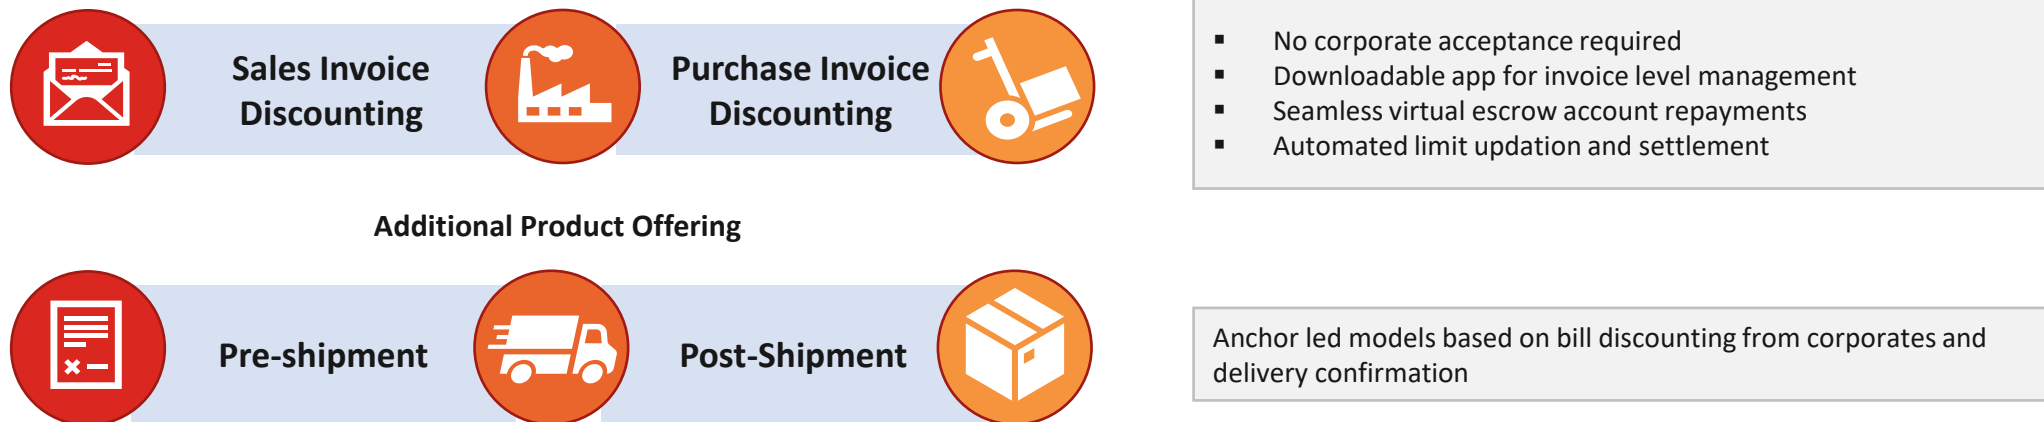 Sales Invoice
Discounting
Purchase Invoice
Discounting
▪ No corporate acceptance required
▪ Downloadable app for invoice level management
▪ Seamless virtual escrow account repayments
▪ Automated limit updation and settlement
Additional Product Offering
Pre-shipment
Post-Shipment
Anchor led models based on bill discounting from corporates and
delivery confirmation